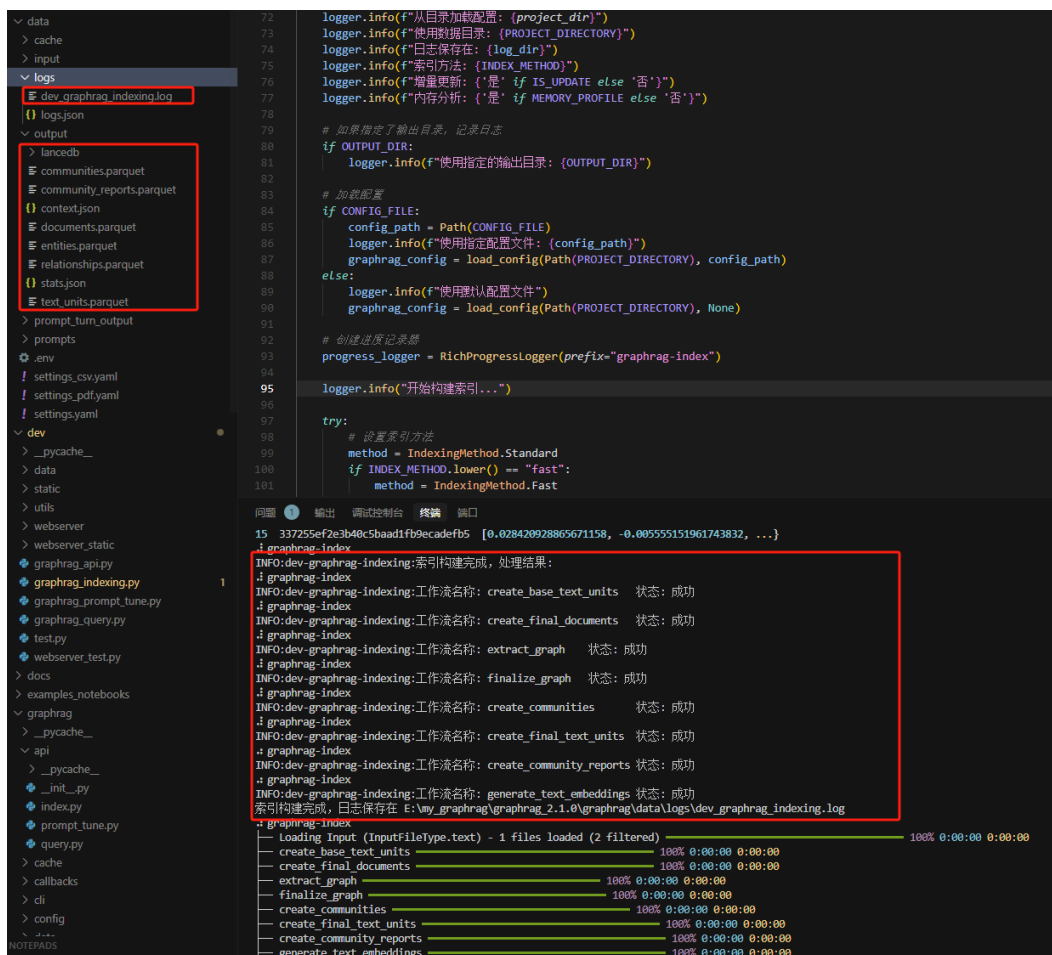 data
cache
input
logs
dev_graphrag_indexing.log
logs.json
output
lancedb
communities.parquet
community_reports.parquet
context.json
documents.parquet
entities.parquet
relationships.parquet
stats.json
text_units.parquet
prompt_turn_output
prompts
.env
settings_csv.yaml
settings_pdf.yaml
settings.yaml
dev
__pycache__
data
static
utils
webserver
webserver_static
graphrag_api.py
graphrag_indexing.py 1
graphrag_prompt_tune.py
graphrag_query.py
test.py
webserver_test.py
docs
examples_notebooks
graphrag
__pycache__
api
__pycache__
__init__.py
index.py
prompt_tune.py
query.py
cache
callbacks
cli
config
NOTEPADS
72 logger.info(f"从目录加载配置: {project_dir}")
73 logger.info(f"使用数据目录: {PROJECT_DIRECTORY}")
74 logger.info(f"日志保存在: {log_dir}")
75 logger.info(f"索引方法: {INDEX_METHOD}")
76 logger.info(f"增量更新: {'是' if IS_UPDATE else '否'}")
77 logger.info(f"内存分析: {'是' if MEMORY_PROFILE else '否'}")
78
79 # 如果指定了输出目录, 记录日志
80 if OUTPUT_DIR:
81 logger.info(f"使用指定的输出目录: {OUTPUT_DIR}")
82
83 # 加载配置
84 if CONFIG_FILE:
85 config_path = Path(CONFIG_FILE)
86 logger.info(f"使用指定配置文件: {config_path}")
87 graphrag_config = load_config(Path(PROJECT_DIRECTORY), config_path)
88 else:
89 logger.info(f"使用默认配置文件")
90 graphrag_config = load_config(Path(PROJECT_DIRECTORY), None)
91
92 # 创建进度记录器
93 progress_logger = RichProgressLogger(prefix="graphrag-index")
94
95 logger.info("开始构建索引...")
96
97 try:
98 # 设置索引方法
99 method = IndexingMethod.Standard
100 if INDEX_METHOD.lower() == "fast":
101 method = IndexingMethod.Fast
问题 1 输出 调试控制台 终端 端口
15 337255ef2e3b40c5baad1fb9ecadefb5 [0.028420928865671158, -0.005555151961743832, ...}
graphrag-index
INFO:dev-graphrag-indexing:索引构建完成, 处理结果:
graphrag-index
INFO:dev-graphrag-indexing:工作流名称: create_base_text_units 状态: 成功
graphrag-index
INFO:dev-graphrag-indexing:工作流名称: create_final_documents 状态: 成功
graphrag-index
INFO:dev-graphrag-indexing:工作流名称: extract_graph 状态: 成功
graphrag-index
INFO:dev-graphrag-indexing:工作流名称: finalize_graph 状态: 成功
graphrag-index
INFO:dev-graphrag-indexing:工作流名称: create_communities 状态: 成功
graphrag-index
INFO:dev-graphrag-indexing:工作流名称: create_final_text_units 状态: 成功
graphrag-index
INFO:dev-graphrag-indexing:工作流名称: create_community_reports 状态: 成功
graphrag-index
INFO:dev-graphrag-indexing:工作流名称: generate_text_embeddings 状态: 成功
索引构建完成, 日志保存在 E:\my_graphrag\graphrag_2.1.0\graphrag\data\logs\dev_graphrag_indexing.log
graphrag-index
Loading Input (InputFileType.text) - 1 files loaded (2 filtered) 100% 0:00:00 0:00:00
create_base_text_units 100% 0:00:00 0:00:00
create_final_documents 100% 0:00:00 0:00:00
extract_graph 100% 0:00:00 0:00:00
finalize_graph 100% 0:00:00 0:00:00
create_communities 100% 0:00:00 0:00:00
create_final_text_units 100% 0:00:00 0:00:00
create_community_reports 100% 0:00:00 0:00:00
generate_text_embeddings 100% 0:00:00 0:00:00